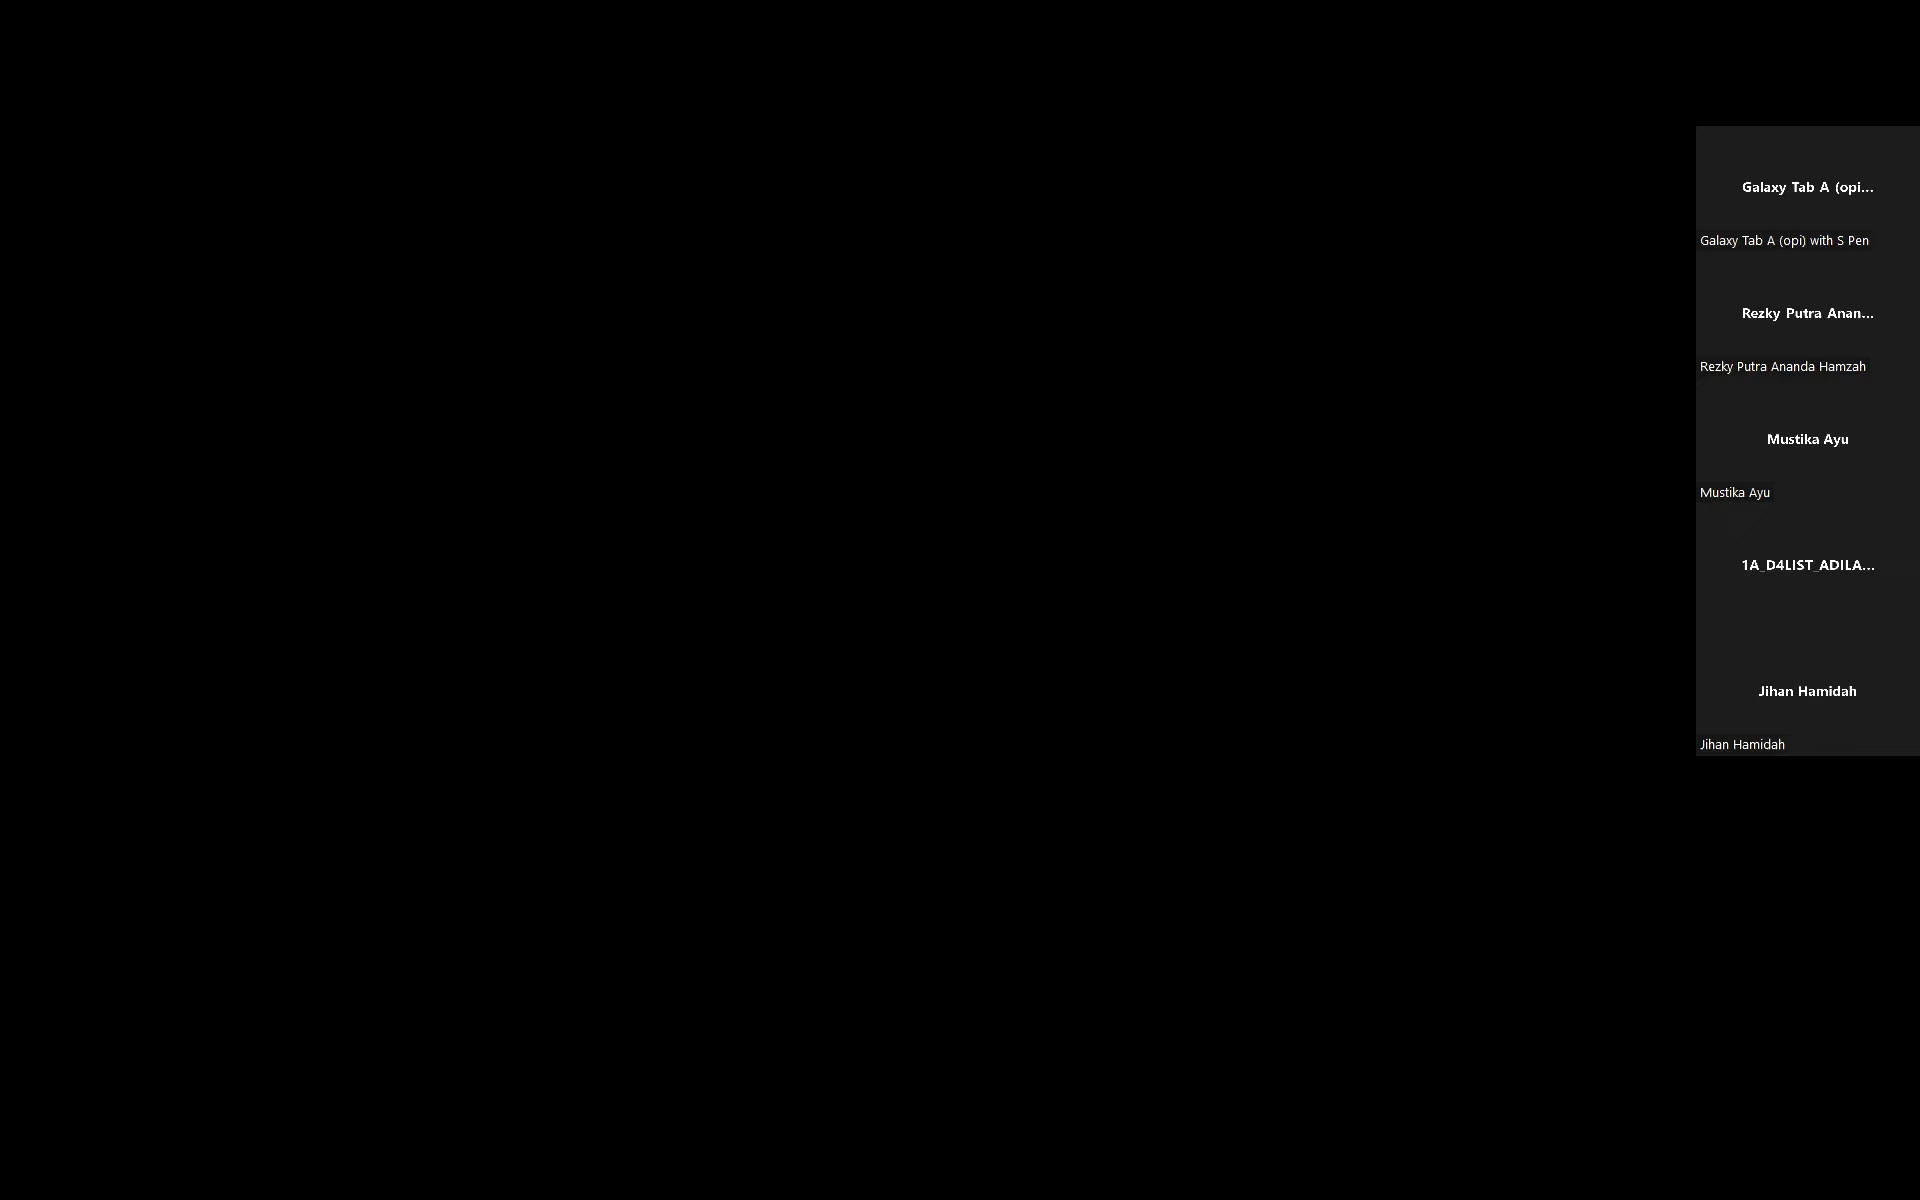 Galaxy Tab A (opi...
Galaxy Tab A (opi) with S Pen
Rezky Putra Anan...
Rezky Putra Ananda Hamzah
Mustika Ayu
Mustika Ayu
1A_D4LIST_ADILA...
Jihan Hamidah
Jihan Hamidah